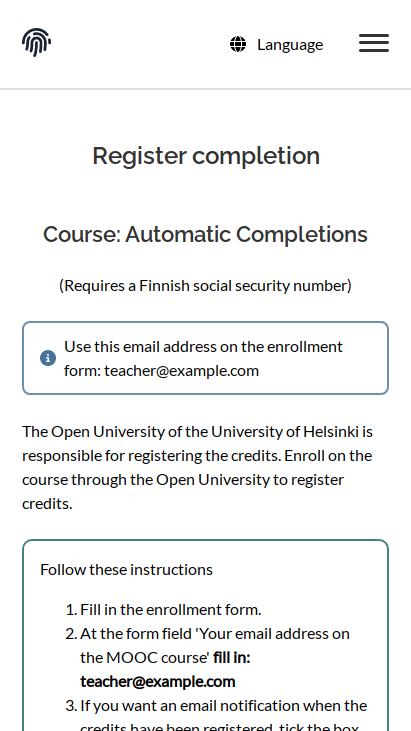 Language
Register completion
Course: Automatic Completions
(Requires a Finnish social security number)
Use this email address on the enrollment
form: teacher@example.com
The Open University of the University of Helsinki is
responsible for registering the credits. Enroll on the
course through the Open University to register
credits.
Follow these instructions
1. Fill in the enrollment form.
2. At the form field 'Your email address on
the MOOC course' fill in:
teacher@example.com
3. If you want an email notification when the
credits have been registered, tick the box